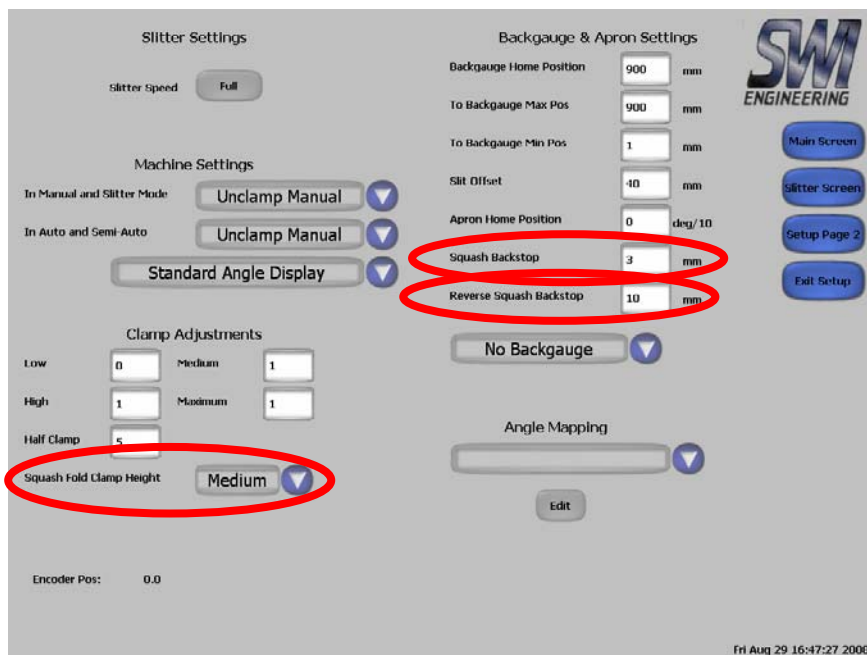 Slitter Settings
Slitter Speed Full
Machine Settings
In Manual and Slitter Mode Unclamp Manual
In Auto and Semi-Auto Unclamp Manual
Standard Angle Display
Clamp Adjustments
Low 0 Medium 1
High 1 Maximum 1
Half Clamp 5
Squash Fold Clamp Height Medium
Encoder Pos: 0.0
Backgauge & Apron Settings
Backgauge Home Position 900 mm
To Backgauge Max Pos 900 mm
To Backgauge Min Pos 1 mm
Slit Offset 40 mm
Apron Home Position 0 deg/10
Squash Backstop 3 mm
Reverse Squash Backstop 10 mm
No Backgauge
Angle Mapping
Edit
SWI
ENGINEERING
Main Screen
Slitter Screen
Setup Page 2
Exit Setup
Fri Aug 29 16:47:27